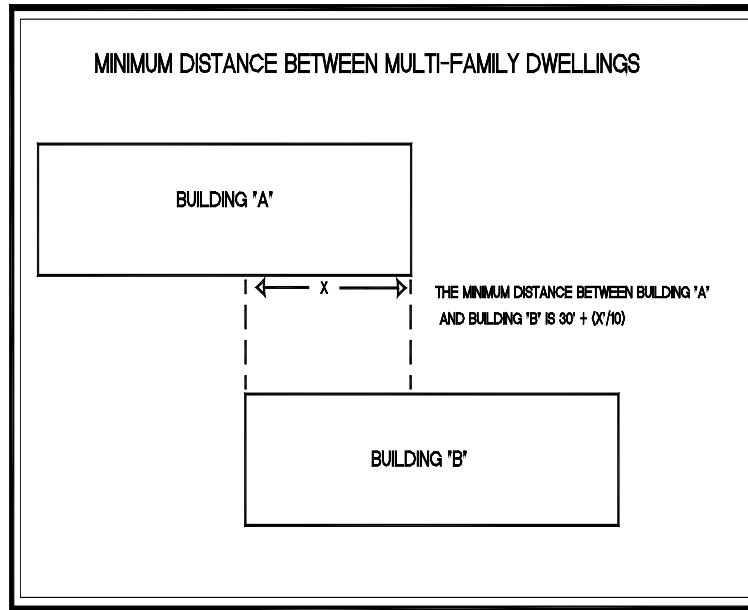 MINIMUM DISTANCE BETWEEN MULTI-FAMILY DWELLINGS
BUILDING "A"
X
THE MINIMUM DISTANCE BETWEEN BUILDING "A"
AND BUILDING "B" IS 30' + (X'/10)
BUILDING "B"